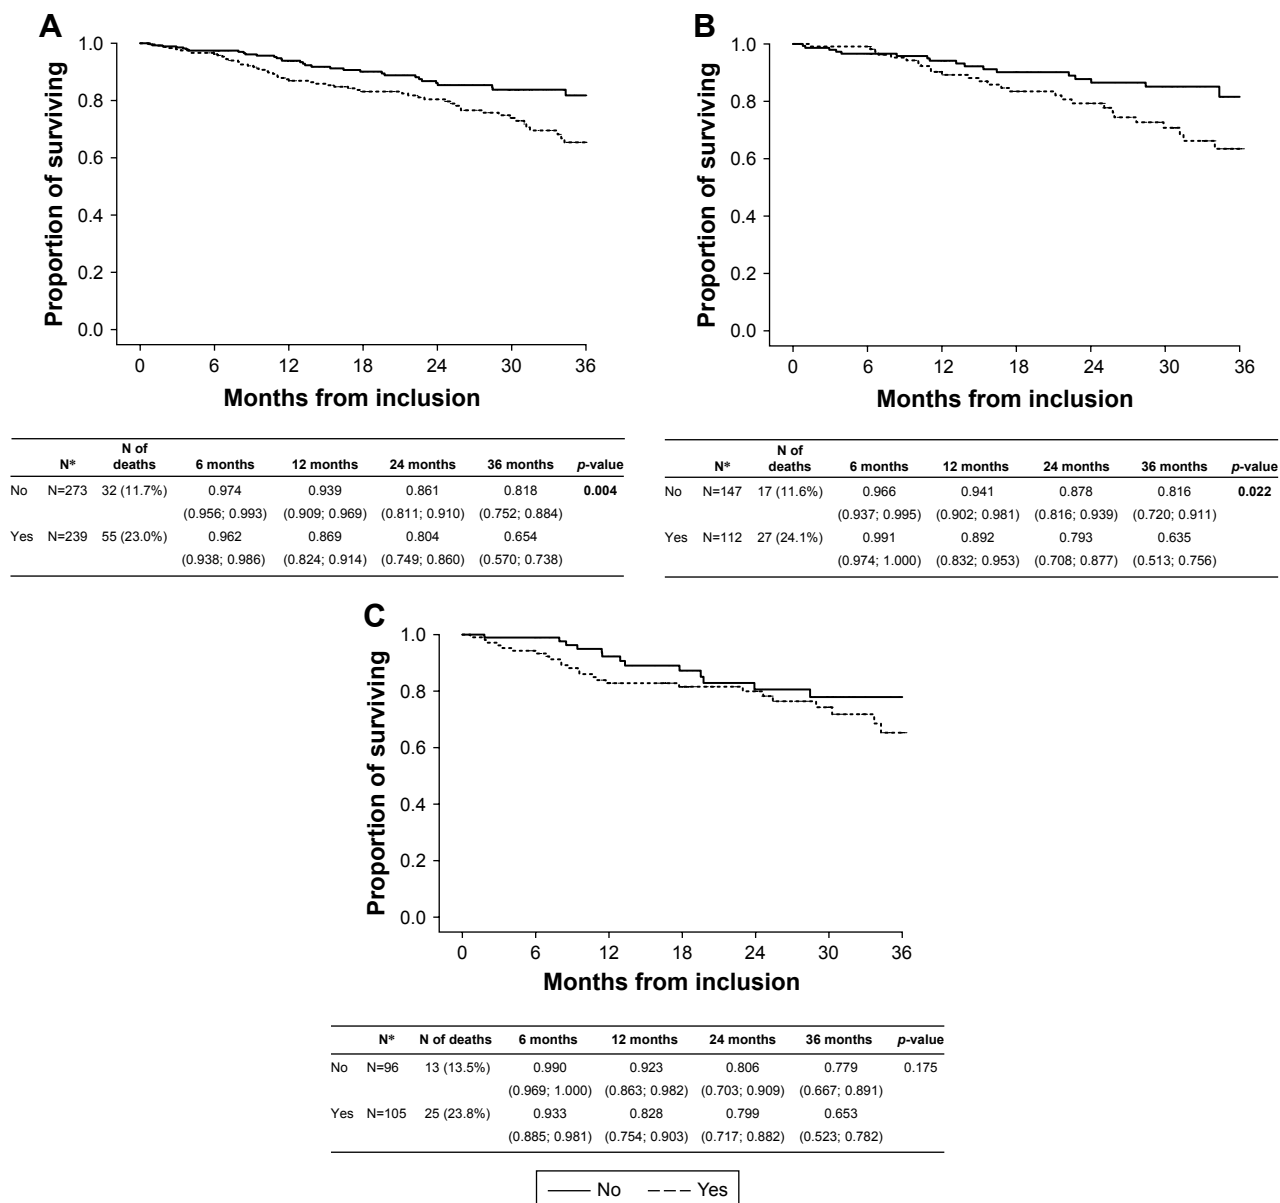 A
B
1.0
0.8
0.6
0.4
0.2
0.0
Proportion of surviving
0 6 12 18 24 30 36
Months from inclusion
1.0
0.8
0.6
0.4
0.2
0.0
Proportion of surviving
0 6 12 18 24 30 36
Months from inclusion
N* N of deaths 6 months 12 months 24 months 36 months p-value
No N=273 32 (11.7%) 0.974 0.939 0.861 0.818 0.004
(0.956; 0.993) (0.909; 0.969) (0.811; 0.910) (0.752; 0.884)
Yes N=239 55 (23.0%) 0.962 0.869 0.804 0.654
(0.938; 0.986) (0.824; 0.914) (0.749; 0.860) (0.570; 0.738)
N* N of deaths 6 months 12 months 24 months 36 months p-value
No N=147 17 (11.6%) 0.966 0.941 0.878 0.816 0.022
(0.937; 0.995) (0.902; 0.981) (0.816; 0.939) (0.720; 0.911)
Yes N=112 27 (24.1%) 0.991 0.892 0.793 0.635
(0.974; 1.000) (0.832; 0.953) (0.708; 0.877) (0.513; 0.756)
C
1.0
0.8
0.6
0.4
0.2
0.0
Proportion of surviving
0 6 12 18 24 30 36
Months from inclusion
N* N of deaths 6 months 12 months 24 months 36 months p-value
No N=96 13 (13.5%) 0.990 0.923 0.806 0.779 0.175
(0.969; 1.000) (0.863; 0.982) (0.703; 0.909) (0.667; 0.891)
Yes N=105 25 (23.8%) 0.933 0.828 0.799 0.653
(0.885; 0.981) (0.754; 0.903) (0.717; 0.882) (0.523; 0.782)
No Yes